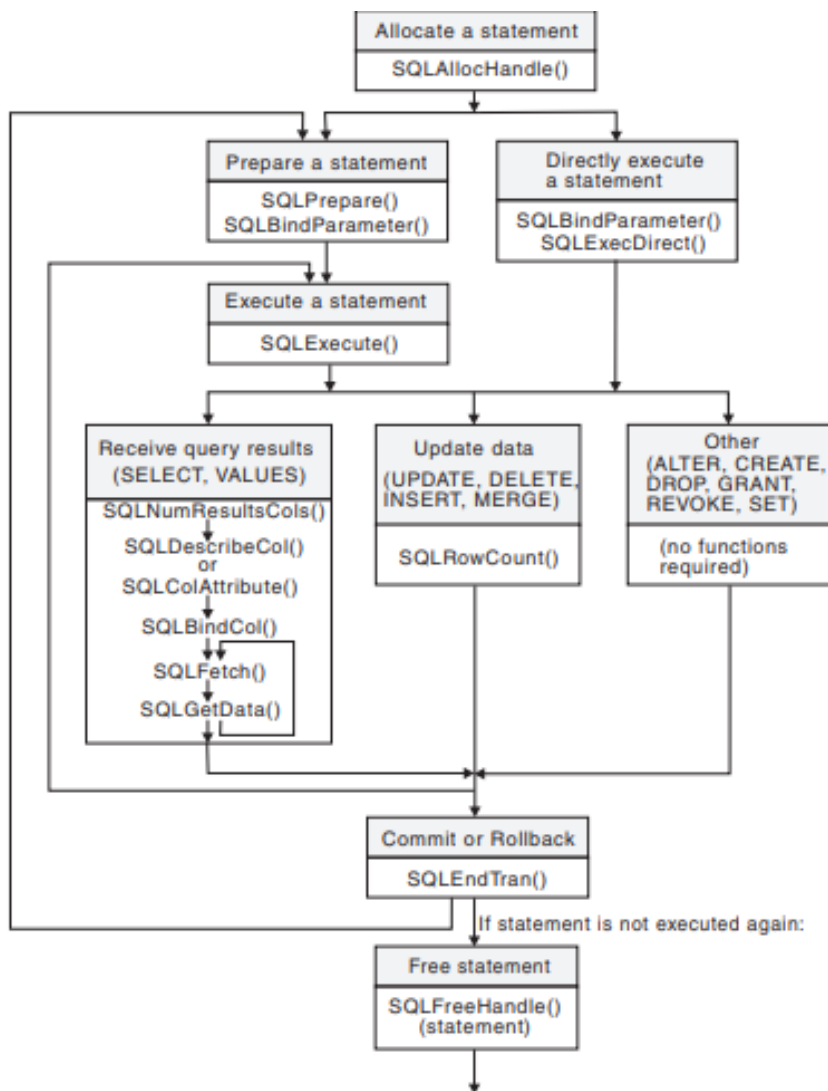 Allocate a statement
SQLAllocHandle()
Prepare a statement
SQLPrepare()
SQLBindParameter()
Directly execute
a statement
SQLBindParameter()
SQLExecDirect()
Execute a statement
SQLExecute()
Receive query results
(SELECT, VALUES)
SQLNumResultsCols()
SQLDescribeCol()
or
SQLColAttribute()
SQLBindCol()
SQLFetch()
SQLGetData()
Update data
(UPDATE, DELETE,
INSERT, MERGE)
SQLRowCount()
Other
(ALTER, CREATE,
DROP, GRANT,
REVOKE, SET)
(no functions
required)
Commit or Rollback
SQLEndTran()
If statement is not executed again:
Free statement
SQLFreeHandle()
(statement)